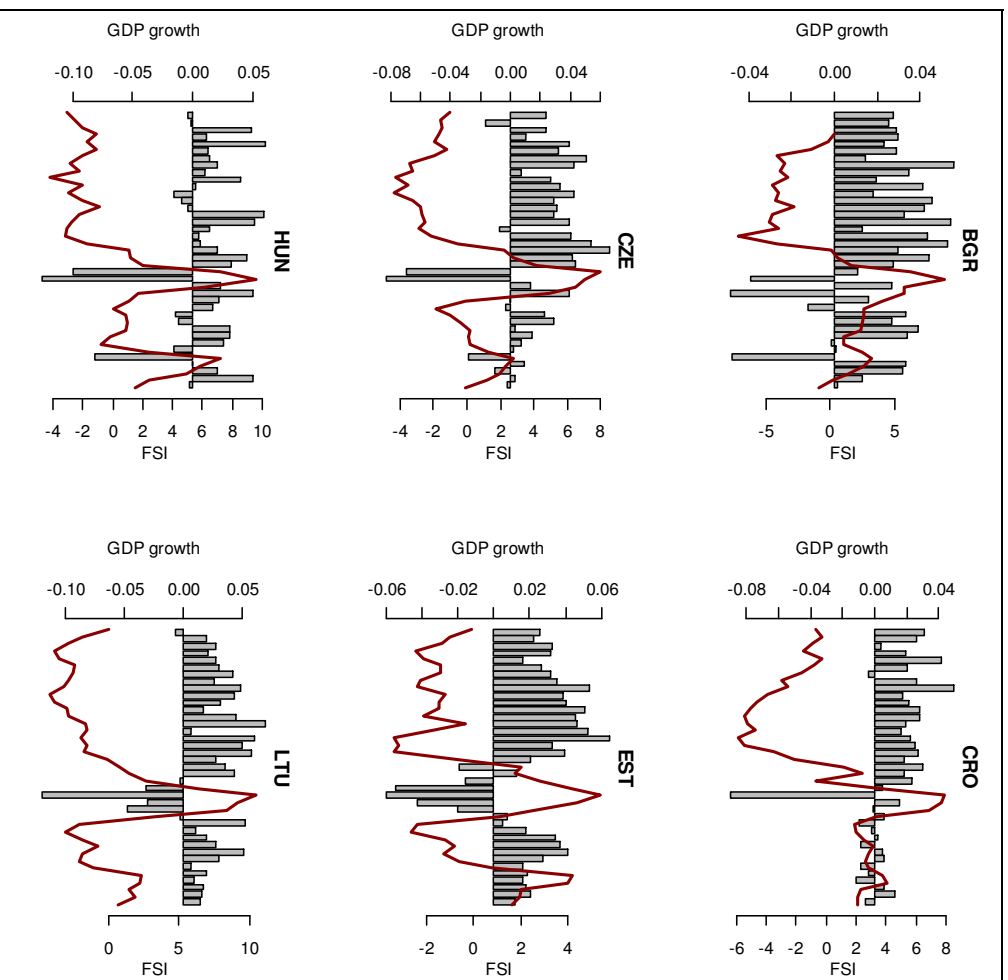 GDP growth GDP growth GDP growth
-0.10 -0.05 0.00 0.05 -0.08 -0.04 0.00 0.04 -0.04 0.00 0.04
HUN CZE BGR
-4 -2 0 2 4 6 8 10 -4 -2 0 2 4 6 8 -5 0 5
FSI FSI FSI
GDP growth GDP growth GDP growth
-0.10 -0.05 0.00 0.05 -0.06 -0.02 0.02 0.06 -0.08 -0.04 0.00 0.04
LTU EST CRO
0 5 10 -2 0 2 4 -6 -4 -2 0 2 4 6 8
FSI FSI FSI